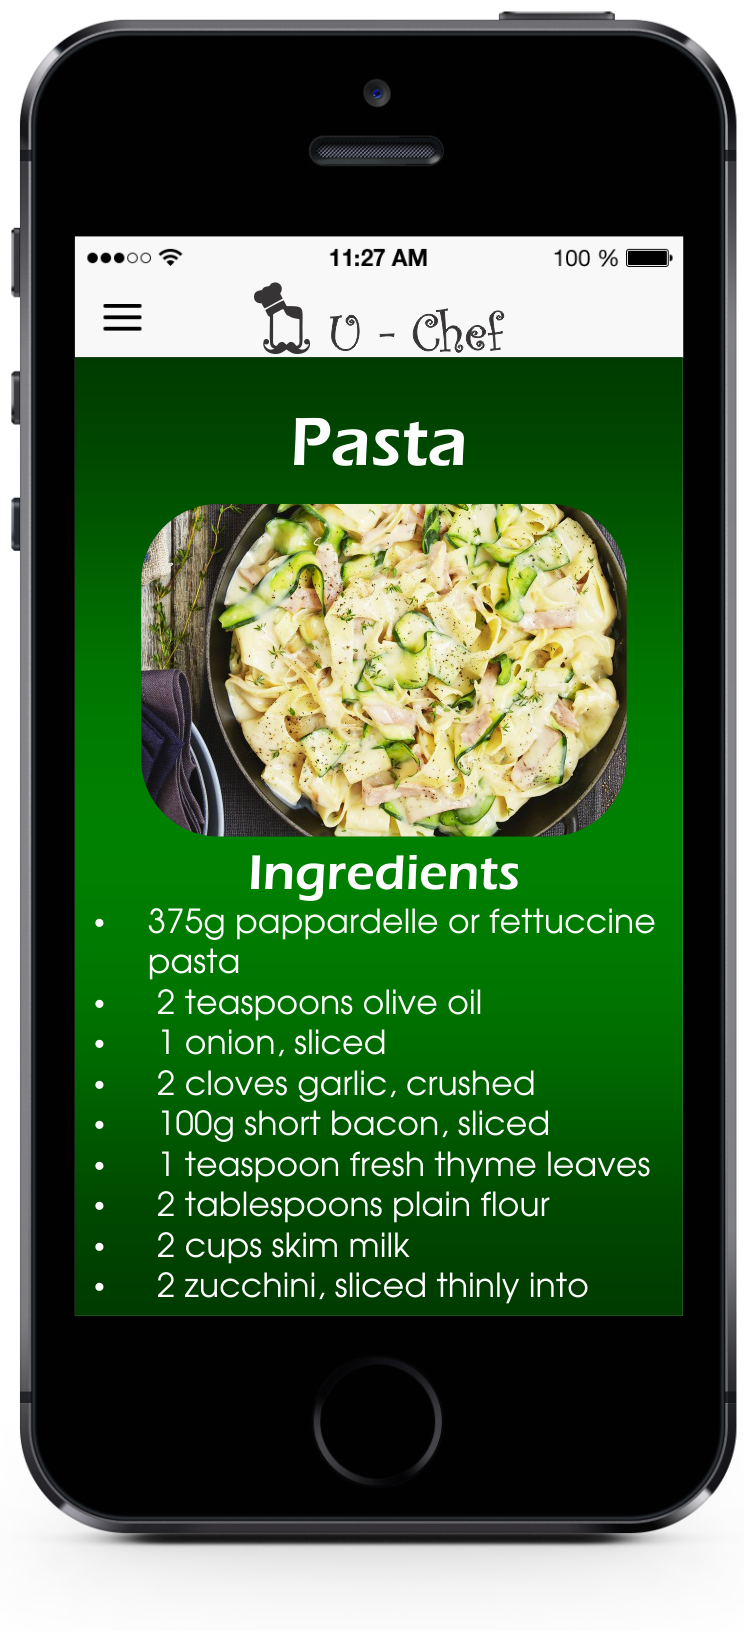 11:27 AM
100 %
U - Chef
Pasta
Ingredients
• 375g pappardelle or fettuccine
pasta
• 2 teaspoons olive oil
• 1 onion, sliced
• 2 cloves garlic, crushed
• 100g short bacon, sliced
• 1 teaspoon fresh thyme leaves
• 2 tablespoons plain flour
• 2 cups skim milk
• 2 zucchini, sliced thinly into